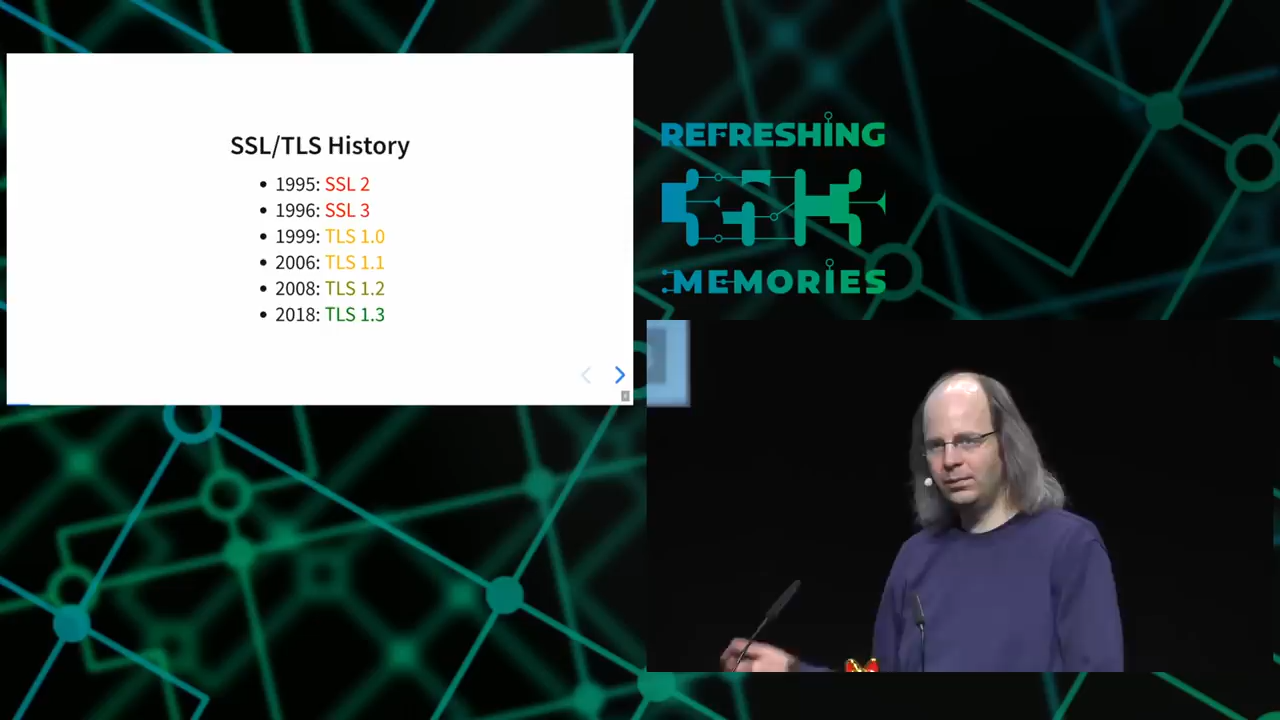 SSL/TLS History
1995: SSL 2
1996: SSL 3
1999: TLS 1.0
2006: TLS 1.1
2008: TLS 1.2
2018: TLS 1.3
REFRESHING
MEMORIES